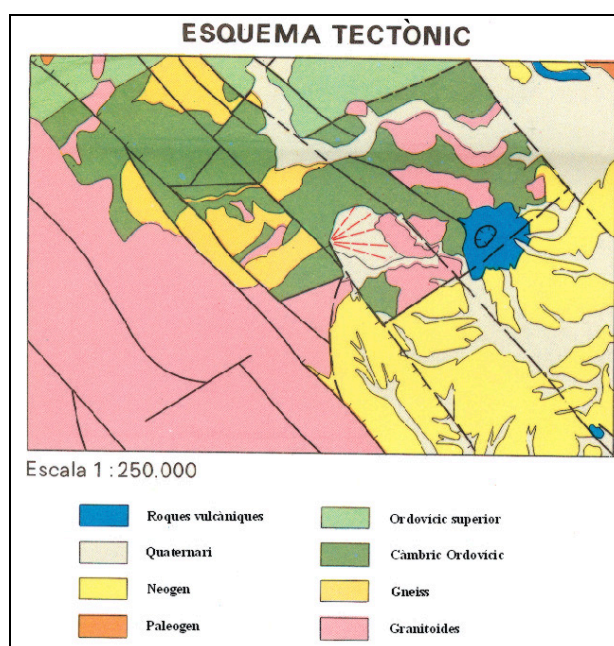 ESQUEMA TECTÒNIC
Escala 1 : 250.000
Roques vulcàniques
Quaternari
Neogen
Paleogen
Ordovícic superior
Càmbric Ordovícic
Gneiss
Granitoides